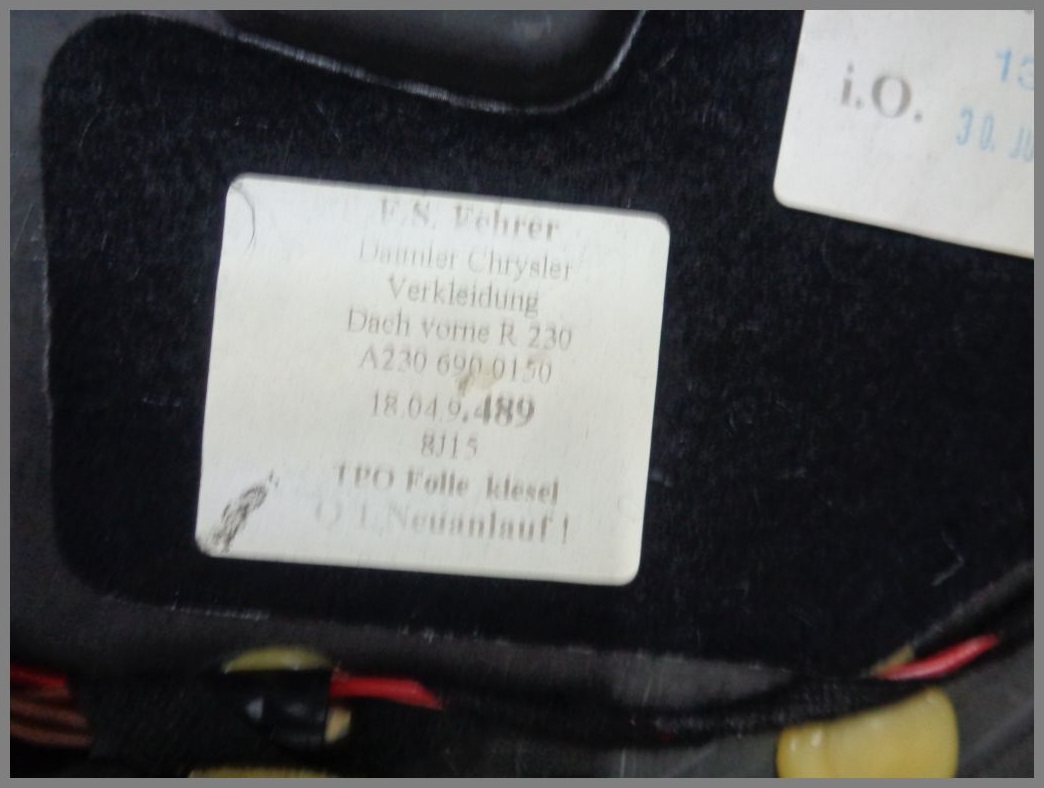 F.S. Fehrer
Daimler Chrysler
Verkleidung
Dach vorne R 230
A230 690 0150
18.04.9.489
8J15
TPO Folie kiesel
Neuanlauf !
i.O.
13
30. JU